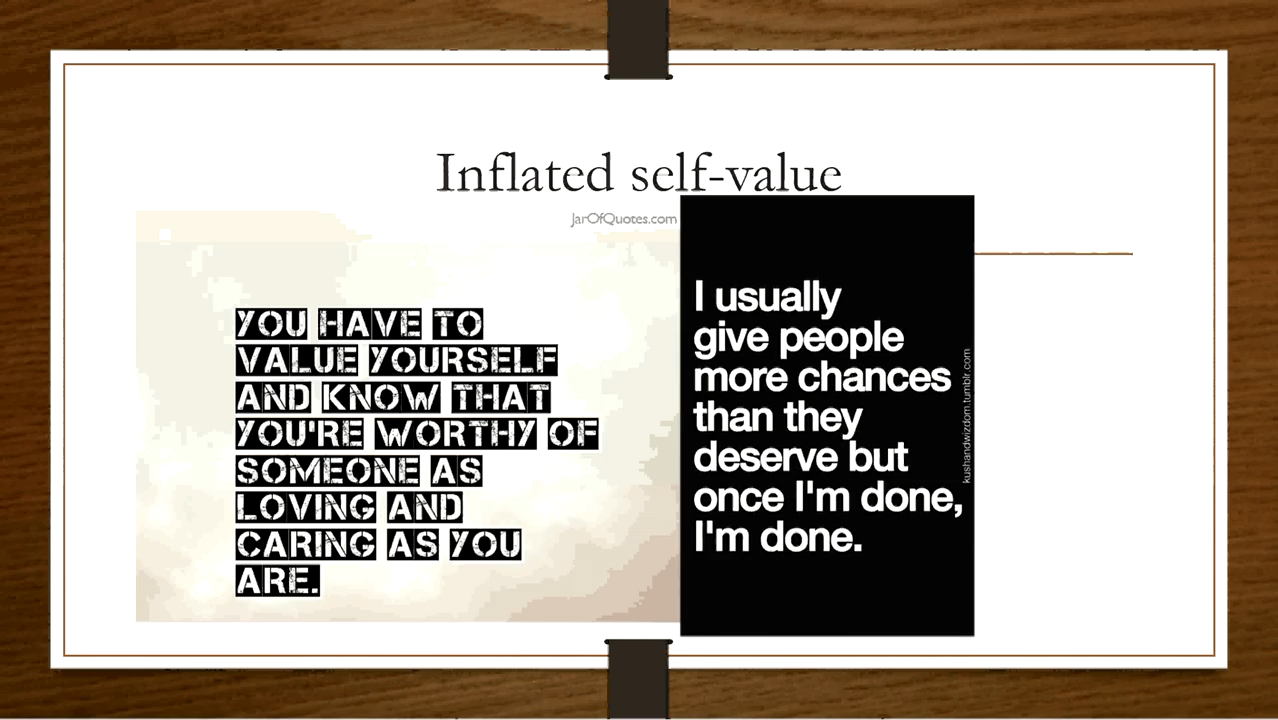 Inflated self-value
JarOfQuotes.com
YOU HAVE TO
VALUE YOURSELF
AND KNOW THAT
YOU'RE WORTHY OF
SOMEONE AS
LOVING AND
CARING AS YOU
ARE.
I usually
give people
more chances
than they
deserve but
once I'm done,
I'm done.
kushandwizdom.tumblr.com